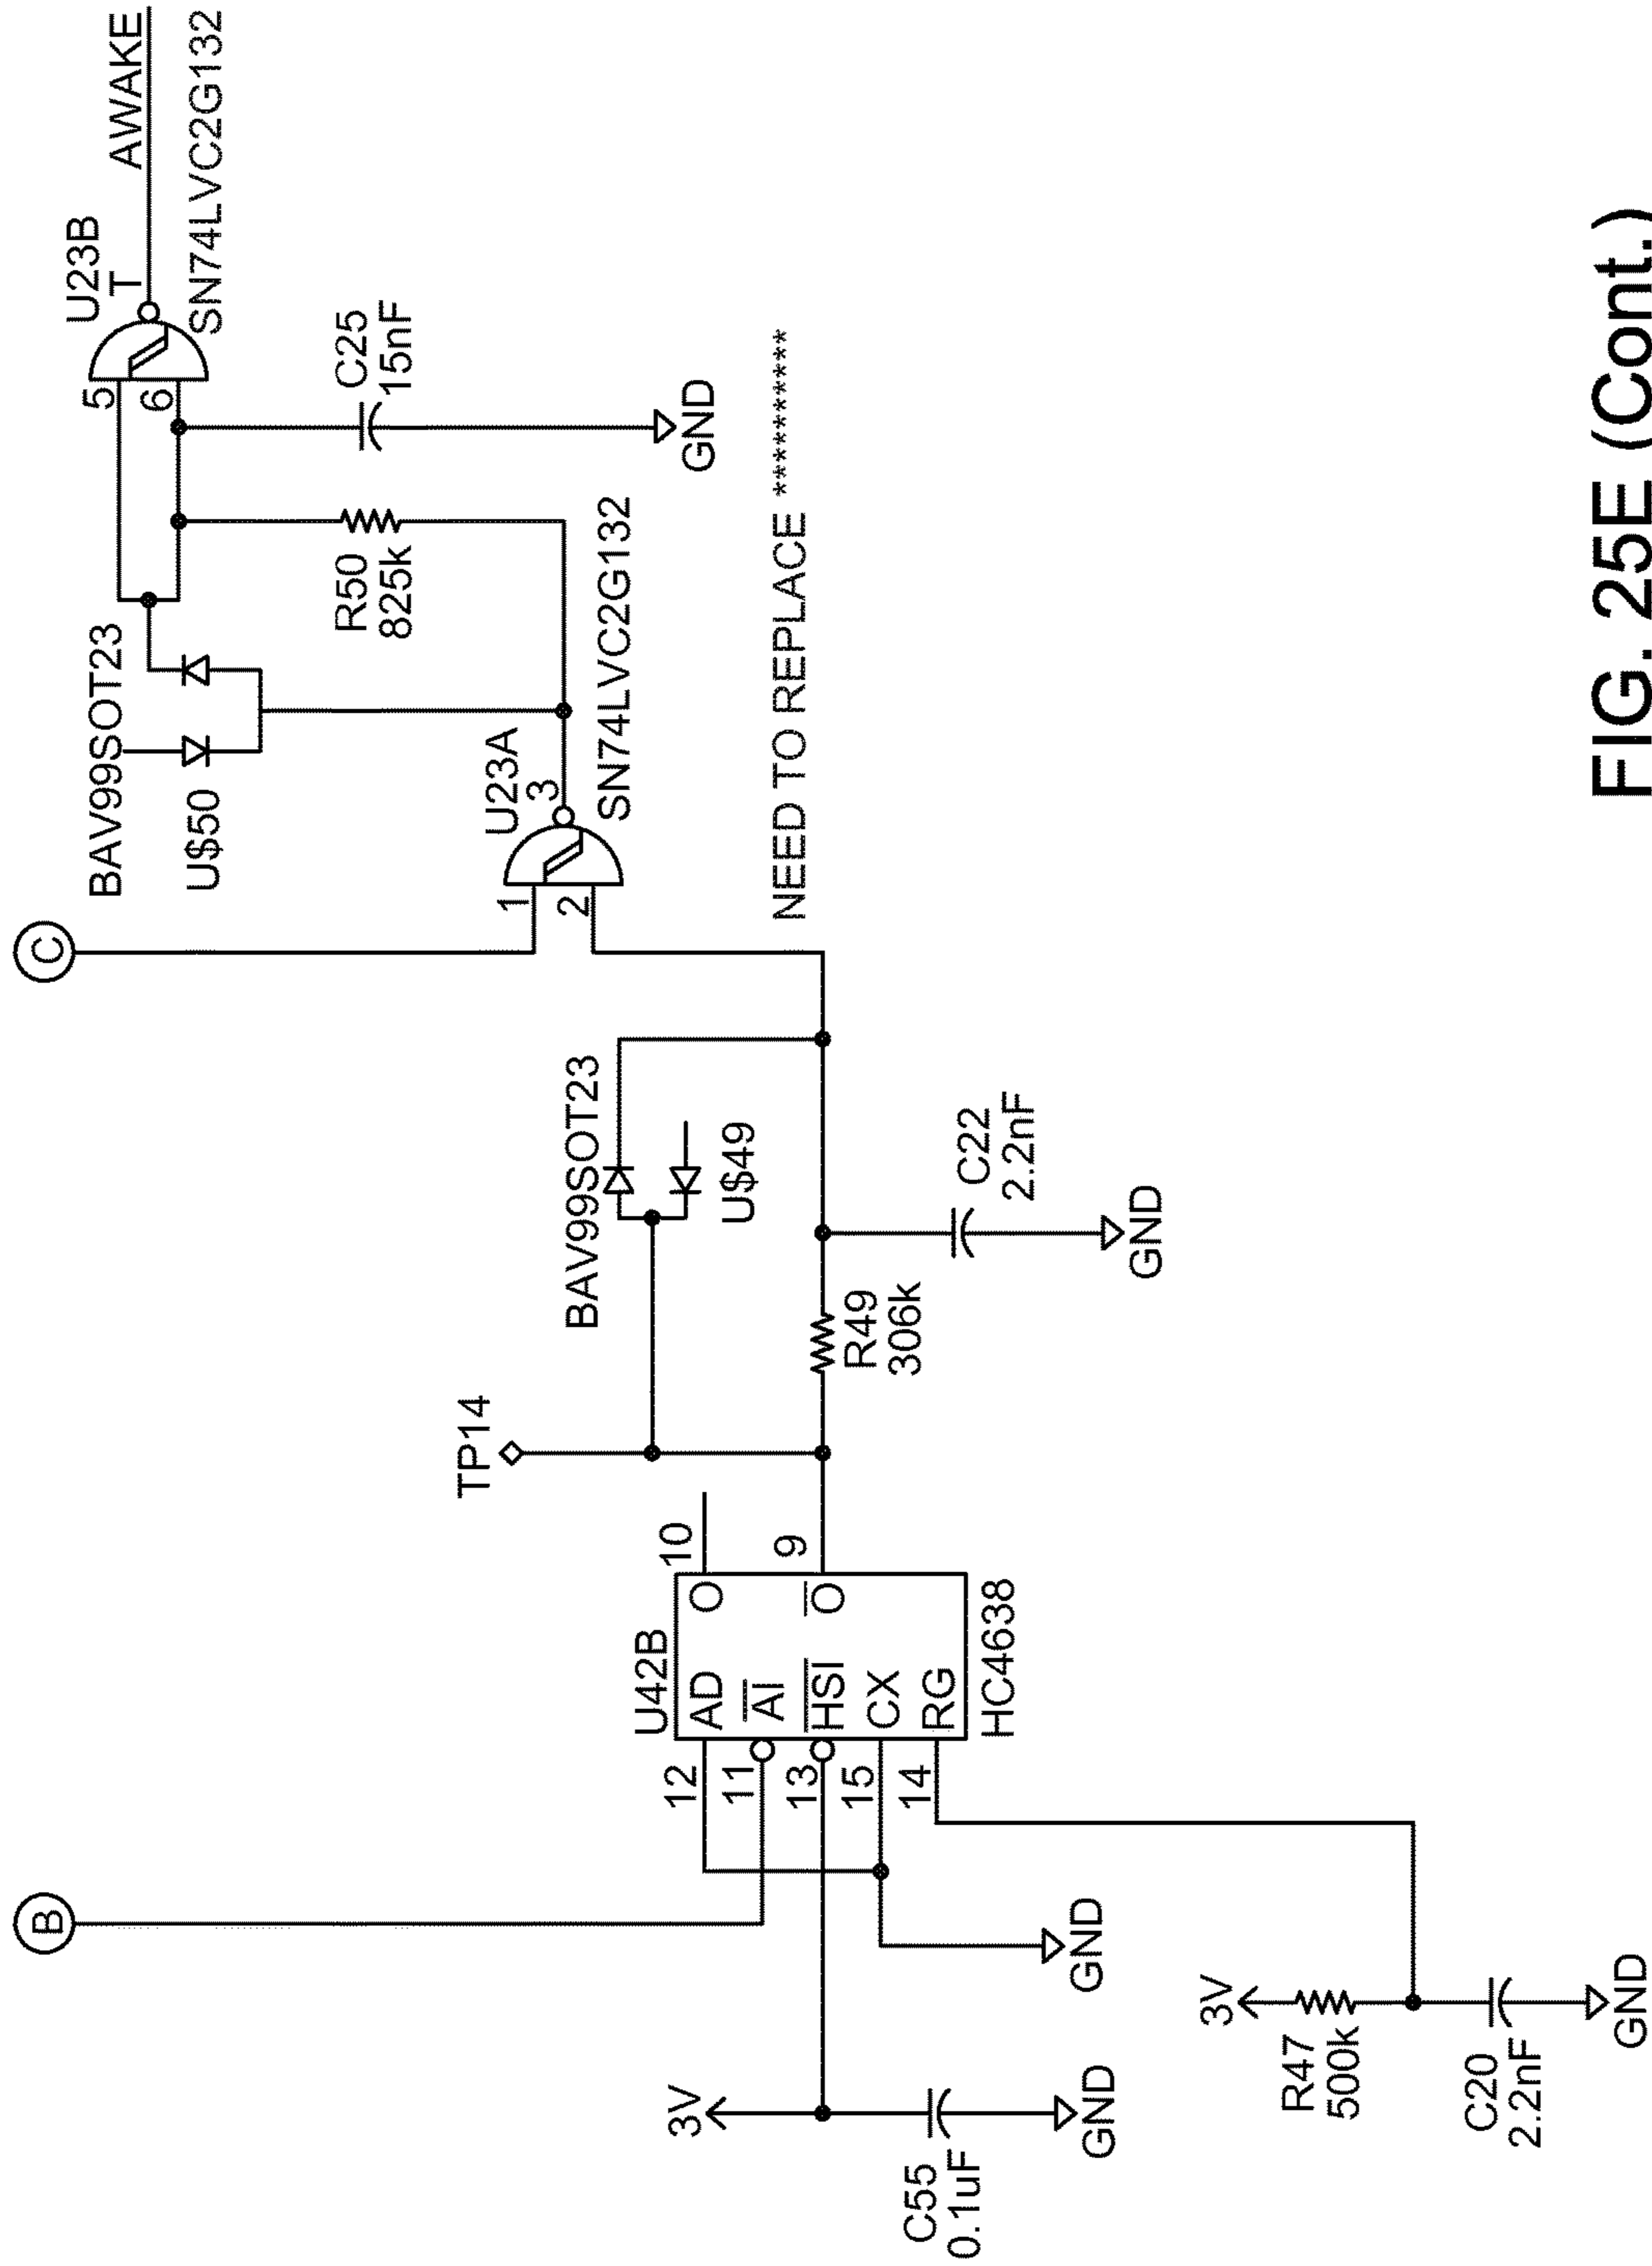 B
C
3V
C55
0.1uF
GND
3V
R47
500k
C20
2.2nF
GND
GND
12
11
13
15
14
U42B
AD
AI
HSI
CX
RG
O
O
HC4638
10
9
TP14
R49
306k
BAV99SOT23
U$49
C22
2.2nF
GND
1
2
U23A
3
SN74LVC2G132
NEED TO REPLACE **********
BAV99SOT23
U$50
R50
825k
C25
15nF
GND
5
6
U23B
T
SN74LVC2G132
AWAKE
FIG. 25E (Cont.)